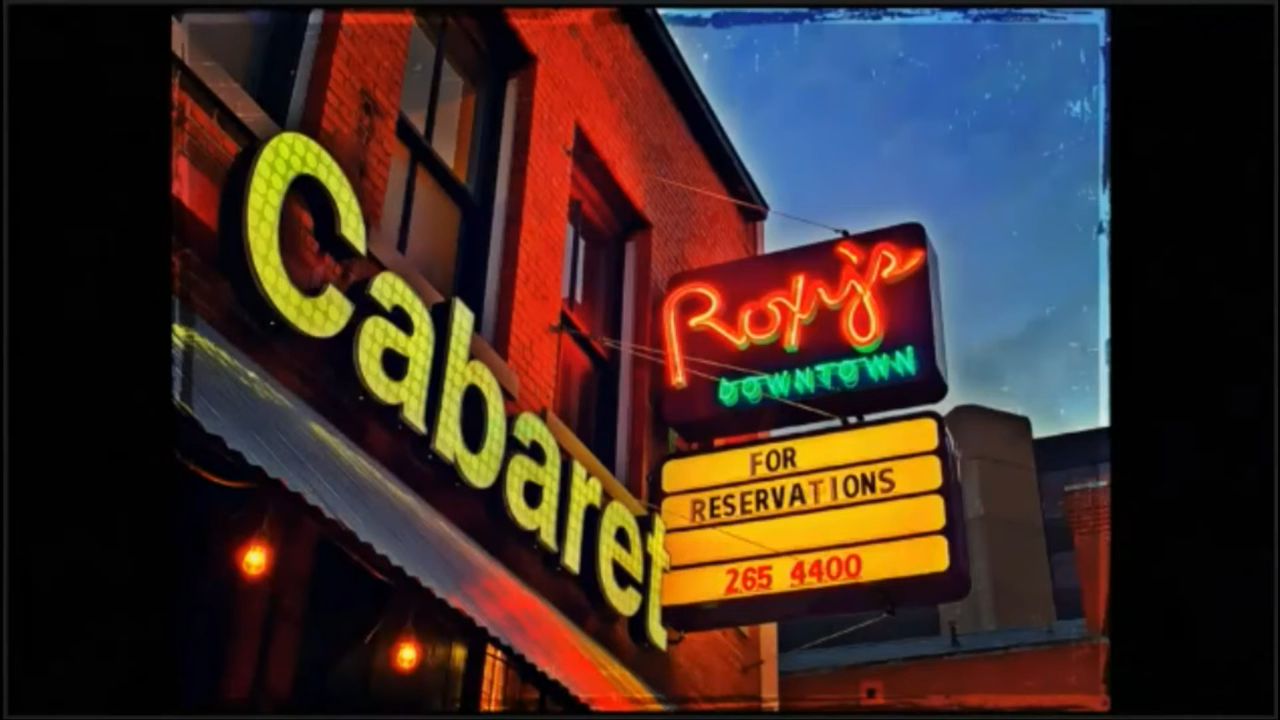 Cabaret
Roxy's
DOWNTOWN
FOR
RESERVATIONS
265 4400